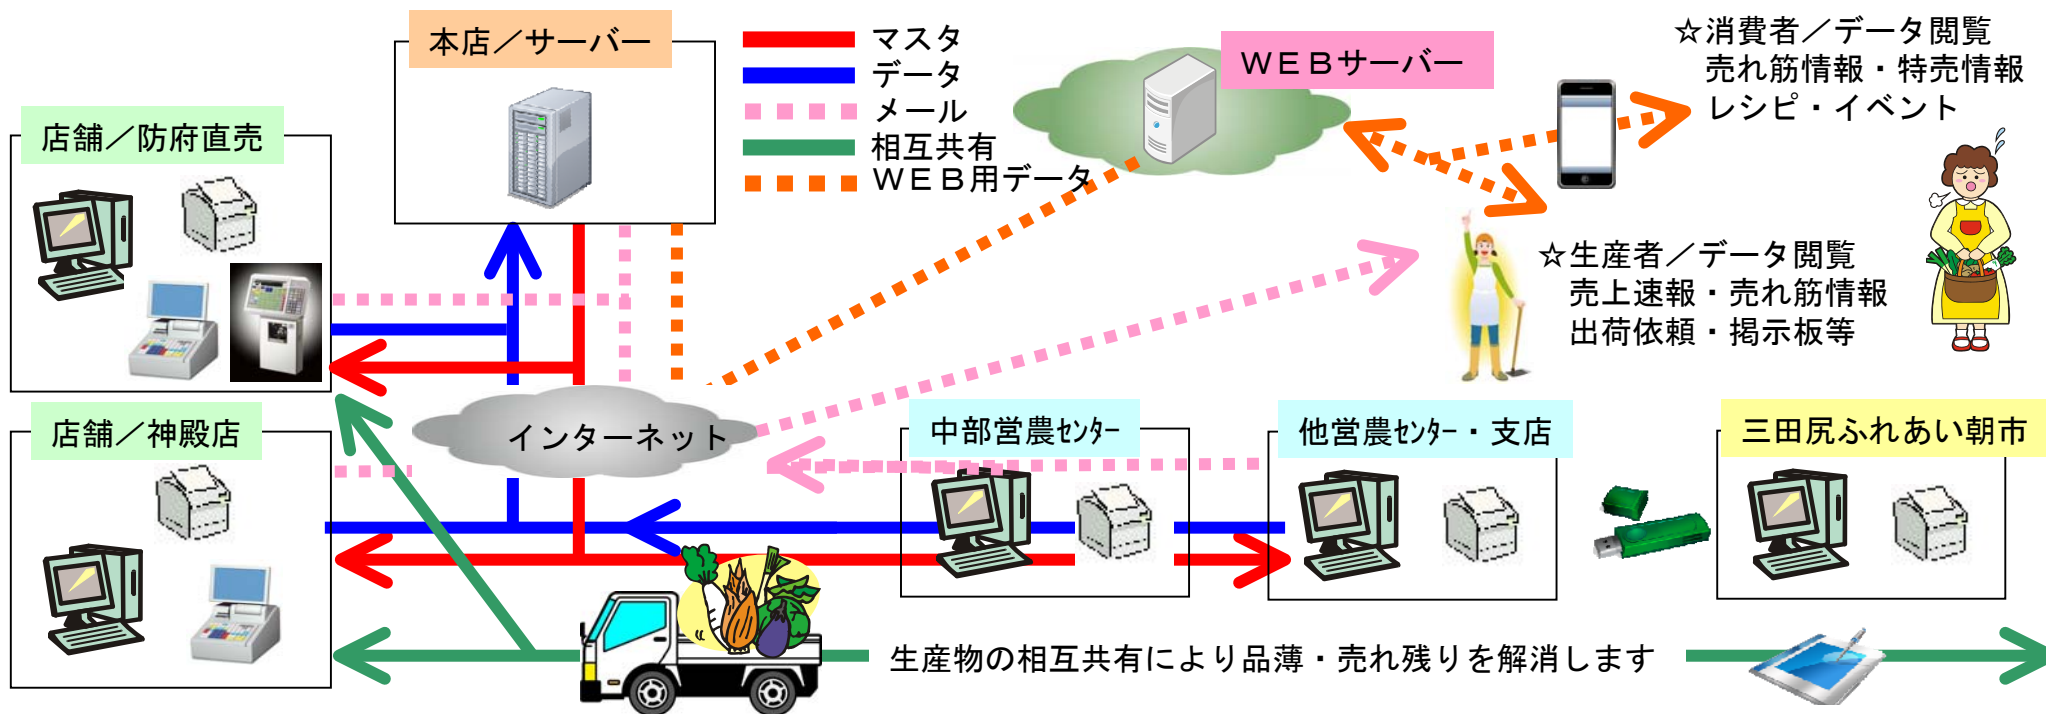 本店／サーバー
マスタ
データ
メール
相互共有
ＷＥＢ用データ
ＷＥＢサーバー
☆消費者／データ閲覧
売れ筋情報・特売情報
レシピ・イベント
店舗／防府直売
☆生産者／データ閲覧
売上速報・売れ筋情報
出荷依頼・掲示板等
店舗／神殿店
インターネット
中部営農ｾﾝﾀｰ
他営農ｾﾝﾀｰ・支店
三田尻ふれあい朝市
生産物の相互共有により品薄・売れ残りを解消します